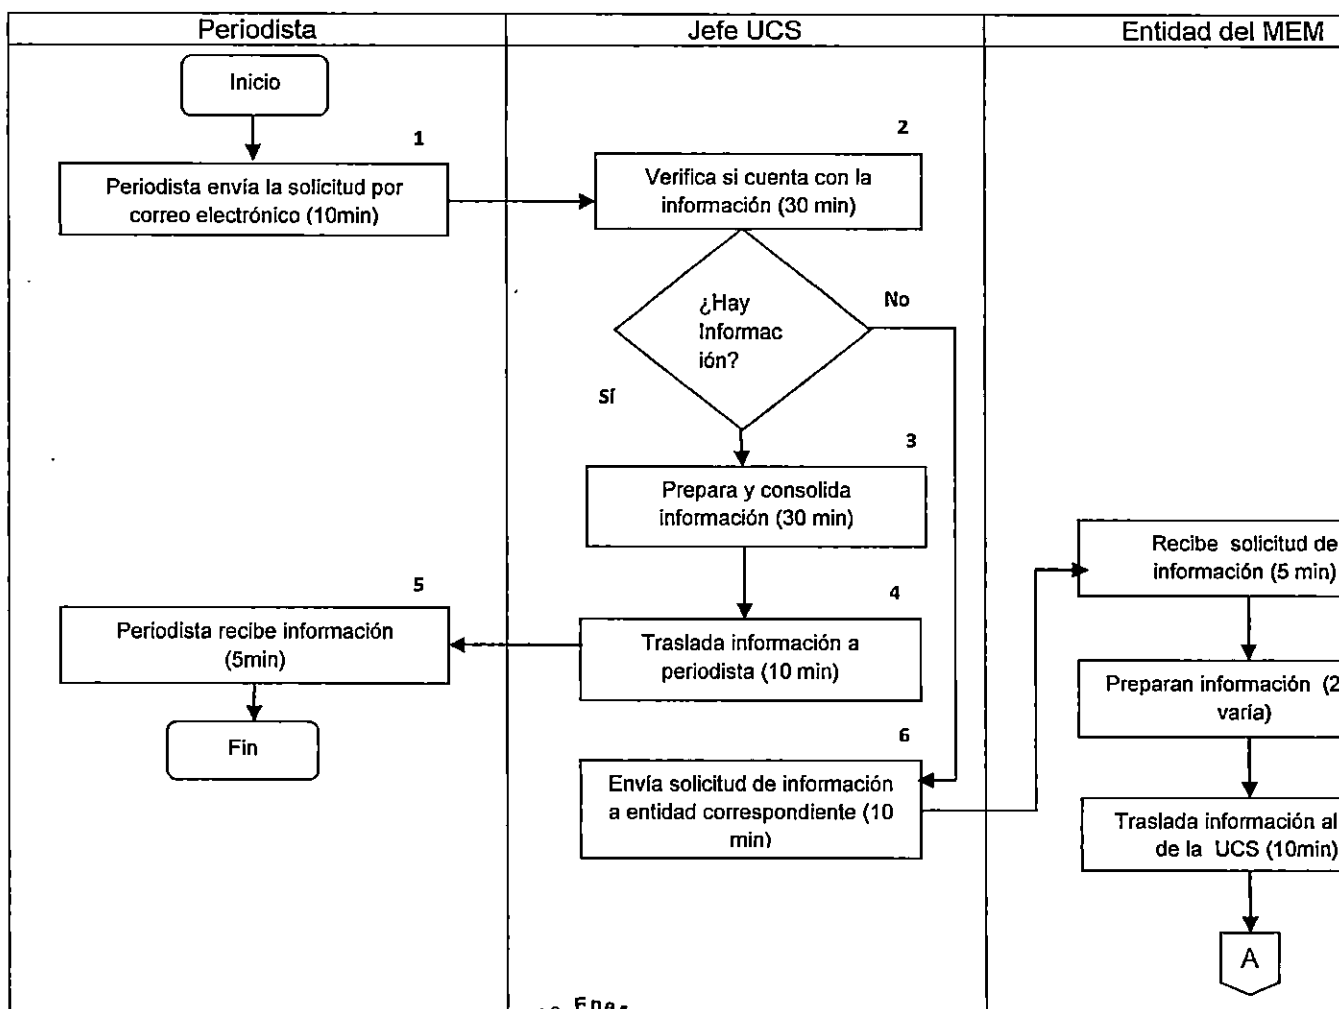 Periodista
Jefe UCS
Entidad del MEM
Inicio
1
Periodista envía la solicitud por
correo electrónico (10min)
2
Verifica si cuenta con la
información (30 min)
¿Hay
Informac
ión?
No
Sí
3
Prepara y consolida
información (30 min)
4
Traslada información a
periodista (10 min)
5
Periodista recibe información
(5min)
Fin
6
Envía solicitud de información
a entidad correspondiente (10
min)
Recibe solicitud de
información (5 min)
Preparan información (2
varía)
Traslada información al
de la UCS (10min)
A